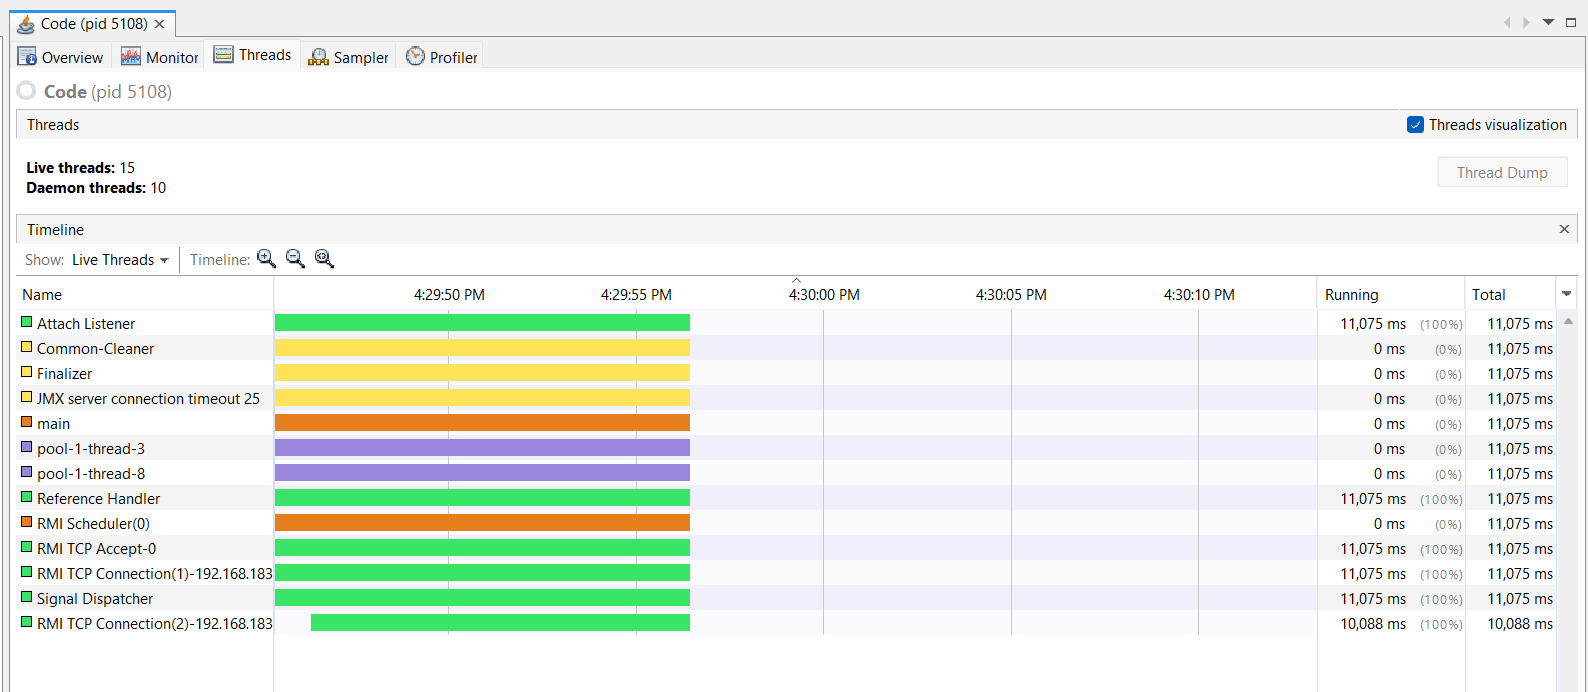 Code (pid 5108)
Overview Monitor Threads Sampler Profiler
Code (pid 5108)
Threads Threads visualization
Live threads: 15
Daemon threads: 10
Thread Dump
Timeline
Show: Live Threads Timeline:
Name 4:29:50 PM 4:29:55 PM 4:30:00 PM 4:30:05 PM 4:30:10 PM Running Total
Attach Listener 11,075 ms (100%) 11,075 ms
Common-Cleaner 0 ms (0%) 11,075 ms
Finalizer 0 ms (0%) 11,075 ms
JMX server connection timeout 25 0 ms (0%) 11,075 ms
main 0 ms (0%) 11,075 ms
pool-1-thread-3 0 ms (0%) 11,075 ms
pool-1-thread-8 0 ms (0%) 11,075 ms
Reference Handler 11,075 ms (100%) 11,075 ms
RMI Scheduler(0) 0 ms (0%) 11,075 ms
RMI TCP Accept-0 11,075 ms (100%) 11,075 ms
RMI TCP Connection(1)-192.168.183 11,075 ms (100%) 11,075 ms
Signal Dispatcher 11,075 ms (100%) 11,075 ms
RMI TCP Connection(2)-192.168.183 10,088 ms (100%) 10,088 ms